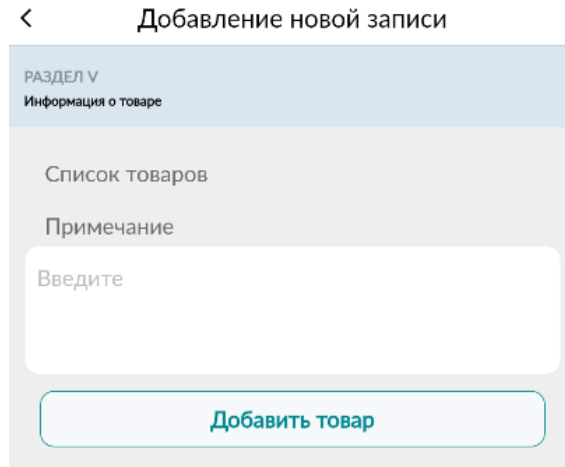 Добавление новой записи
РАЗДЕЛ V
Информация о товаре
Список товаров
Примечание
Введите
Добавить товар